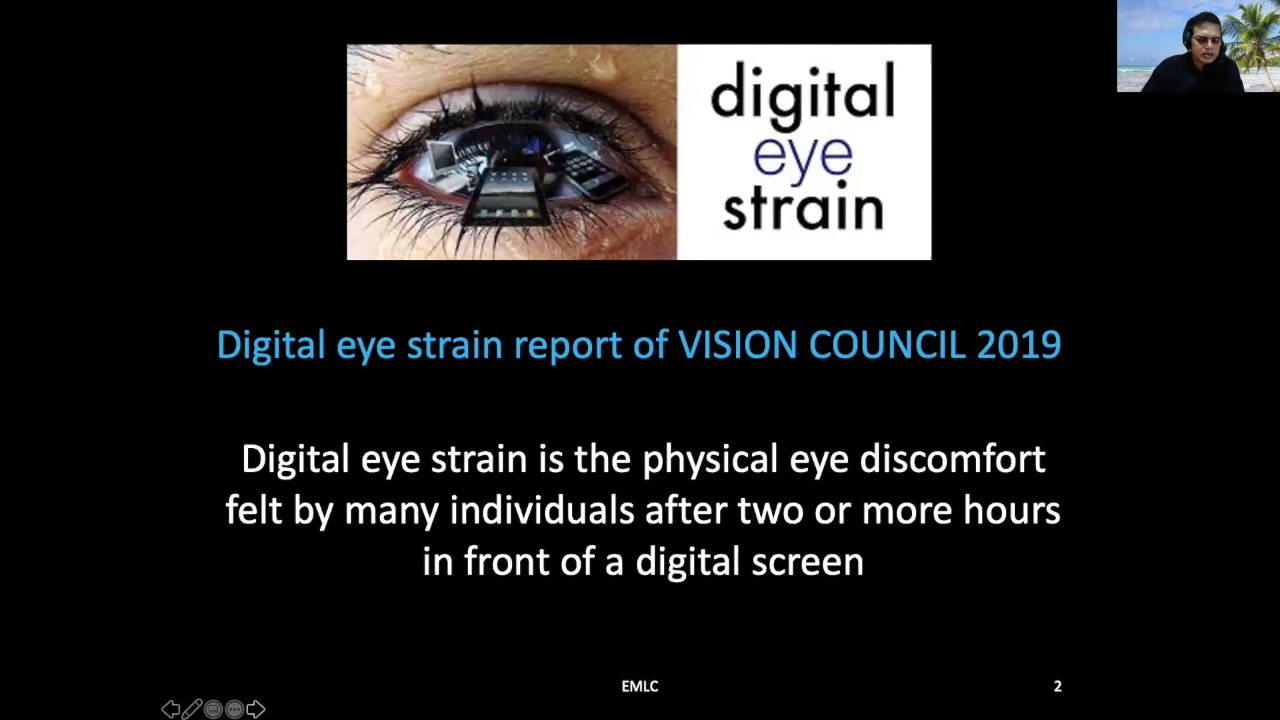 digital
eye
strain
Digital eye strain report of VISION COUNCIL 2019
Digital eye strain is the physical eye discomfort
felt by many individuals after two or more hours
in front of a digital screen
EMLC
2